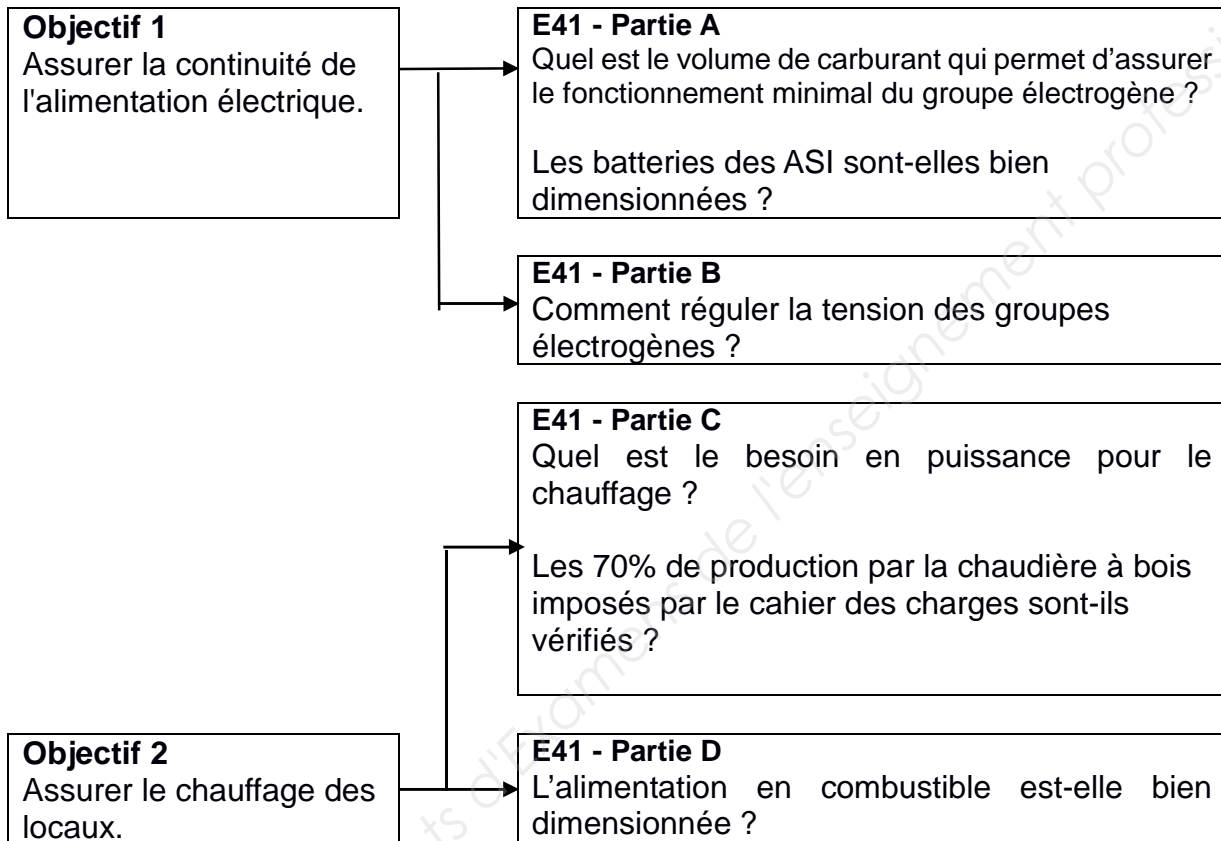 Objectif 1
Assurer la continuité de
l'alimentation électrique.
E41 - Partie A
Quel est le volume de carburant qui permet d'assurer
le fonctionnement minimal du groupe électrogène ?
Les batteries des ASI sont-elles bien
dimensionnées ?
E41 - Partie B
Comment réguler la tension des groupes
électrogènes ?
E41 - Partie C
Quel est le besoin en puissance pour le
chauffage ?
Les 70% de production par la chaudière à bois
imposés par le cahier des charges sont-ils
vérifiés ?
Objectif 2
Assurer le chauffage des
locaux.
E41 - Partie D
L'alimentation en combustible est-elle bien
dimensionnée ?
d'Examens de l'enseignement